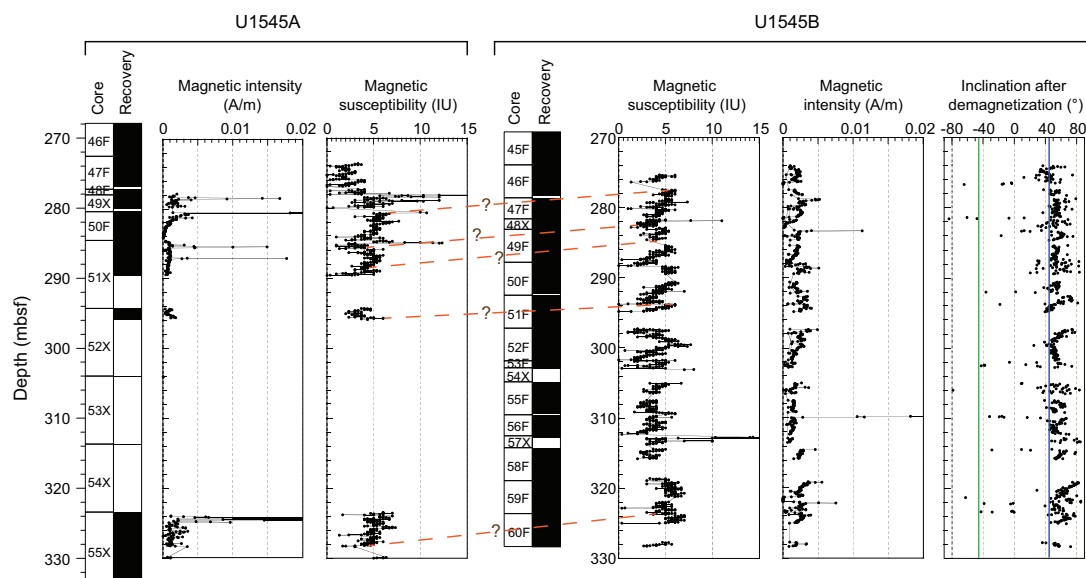 U1545A
U1545B
Core
Recovery
Magnetic intensity
(A/m)
Magnetic
susceptibility (IU)
Core
Recovery
Magnetic
susceptibility (IU)
Magnetic
intensity (A/m)
Inclination after
demagnetization (°)
0 0.01 0.02
0 5 10 15
0 5 10 15
0 0.01 0.02
-80 -40 0 40 80
Depth (mbsf)
270
280
290
300
310
320
330
46F
47F
48F
49X
50F
51X
52X
53X
54X
55X
?
?
?
?
?
270
280
290
300
310
320
330
45F
46F
47F
48X
49F
50F
51F
52F
53F
54X
55F
56F
57X
58F
59F
60F